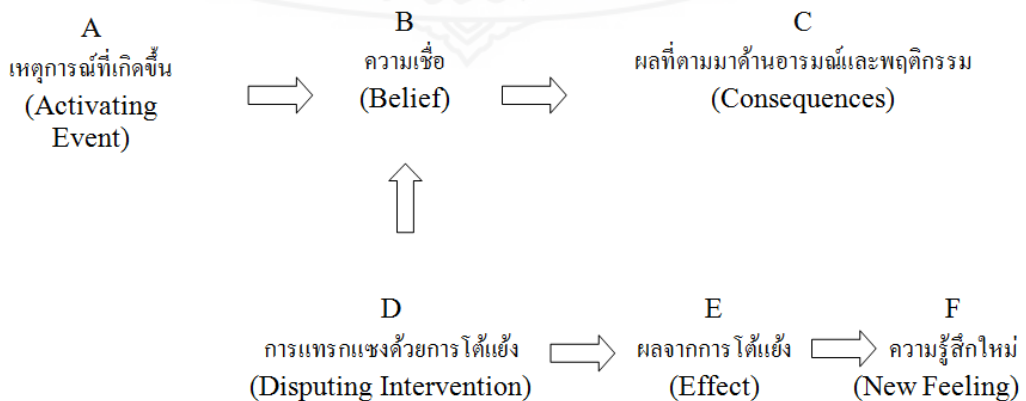 A
เหตุการณ์ที่เกิดขึ้น
(Activating
Event)
B
ความเชื่อ
(Belief)
C
ผลที่ตามมาด้านอารมณ์และพฤติกรรม
(Consequences)
D
การแทรกแซงด้วยการโต้แย้ง
(Disputing Intervention)
E
ผลจากการโต้แย้ง
(Effect)
F
ความรู้สึกใหม่
(New Feeling)